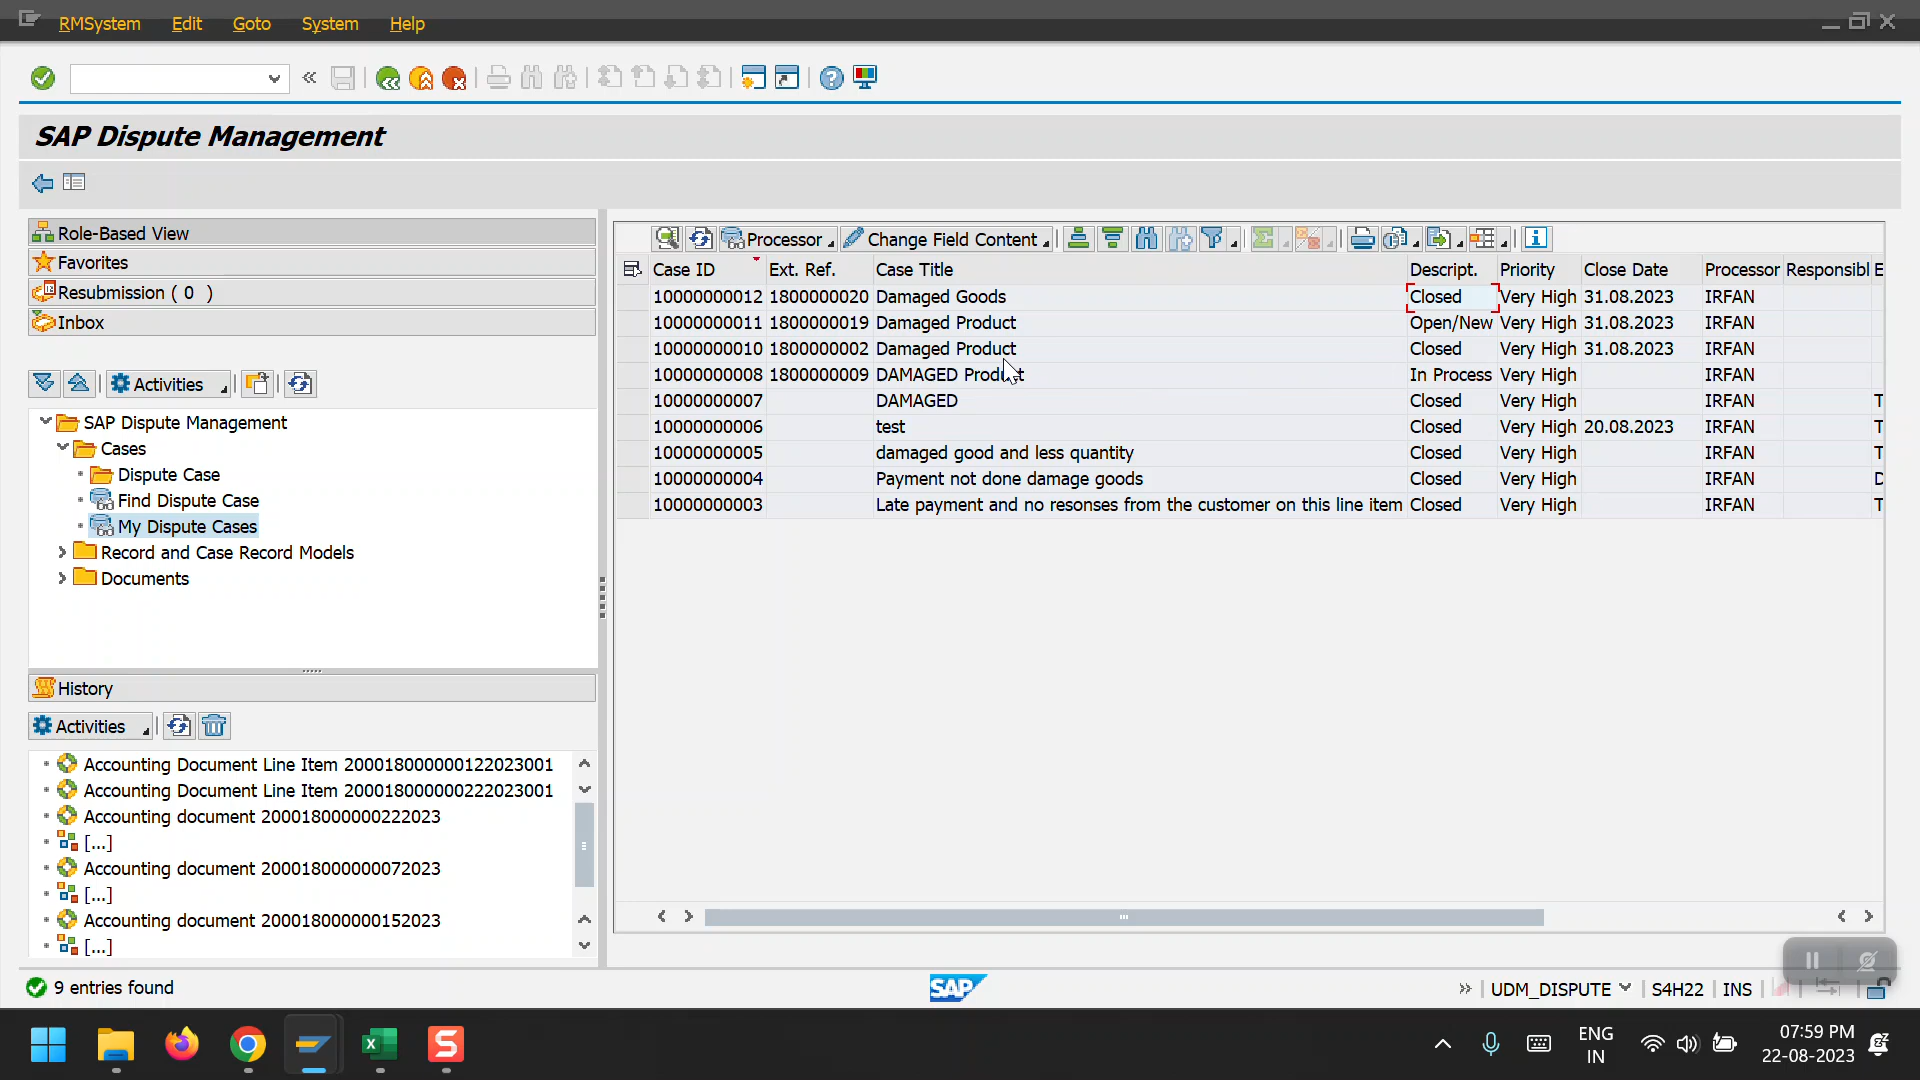 RMSystem Edit Goto System Help
SAP Dispute Management
Role-Based View
Favorites
Resubmission ( 0 )
Inbox
Activities
SAP Dispute Management
Cases
Dispute Case
Find Dispute Case
My Dispute Cases
Record and Case Record Models
Documents
History
Activities
Accounting Document Line Item 200018000000122023001
Accounting Document Line Item 200018000000222023001
Accounting document 200018000000222023
[...]
Accounting document 200018000000072023
[...]
Accounting document 200018000000152023
[...]
Processor Change Field Content
Case ID Ext. Ref. Case Title Descript. Priority Close Date Processor Responsibl E
10000000012 1800000020 Damaged Goods Closed Very High 31.08.2023 IRFAN
10000000011 1800000019 Damaged Product Open/New Very High 31.08.2023 IRFAN
10000000010 1800000002 Damaged Product Closed Very High 31.08.2023 IRFAN
10000000008 1800000009 DAMAGED Product In Process Very High IRFAN
10000000007 DAMAGED Closed Very High IRFAN T
10000000006 test Closed Very High 20.08.2023 IRFAN T
10000000005 damaged good and less quantity Closed Very High IRFAN T
10000000004 Payment not done damage goods Closed Very High IRFAN D
10000000003 Late payment and no resonses from the customer on this line item Closed Very High IRFAN T
9 entries found
SAP
UDM_DISPUTE S4H22 INS
ENG
IN
07:59 PM
22-08-2023